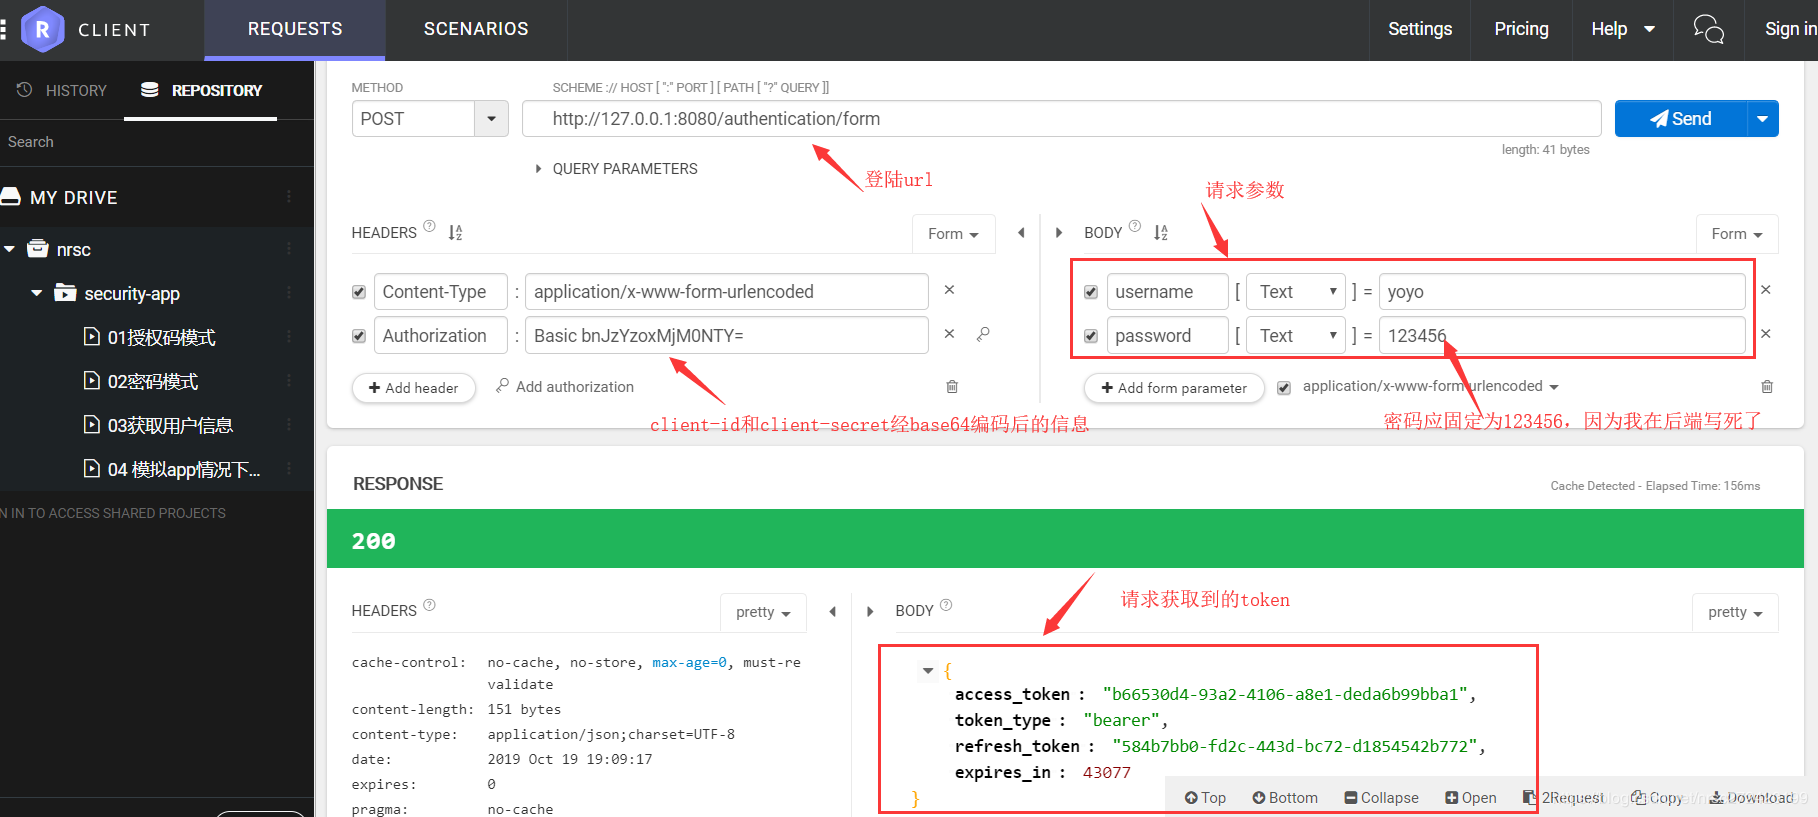 R CLIENT
REQUESTS
SCENARIOS
Settings
Pricing
Help
Sign in
HISTORY
REPOSITORY
Search
MY DRIVE
nrsc
security-app
01授权码模式
02密码模式
03获取用户信息
04 模拟app情况下...
N IN TO ACCESS SHARED PROJECTS
METHOD
SCHEME :// HOST [ ":" PORT ] [ PATH [ "?" QUERY ]]
POST
http://127.0.0.1:8080/authentication/form
Send
length: 41 bytes
QUERY PARAMETERS
登陆url
请求参数
HEADERS ?
Form
Content-Type : application/x-www-form-urlencoded
Authorization : Basic bnJzYzoxMjM0NTY=
+ Add header
Add authorization
client-id和client-secret经base64编码后的信息
BODY ?
Form
username [ Text ] = yoyo
password [ Text ] = 123456
+ Add form parameter
application/x-www-form-urlencoded
密码应固定为123456，因为我在后端写死了
RESPONSE
Cache Detected - Elapsed Time: 156ms
200
请求获取到的token
HEADERS ?
pretty
cache-control: no-cache, no-store, max-age=0, must-re
validate
content-length: 151 bytes
content-type: application/json;charset=UTF-8
date: 2019 Oct 19 19:09:17
expires: 0
pragma: no-cache
BODY ?
pretty
{
access_token : "b66530d4-93a2-4106-a8e1-deda6b99bba1",
token_type : "bearer",
refresh_token : "584b7bb0-fd2c-443d-bc72-d1854542b772",
expires_in : 43077
}
Top
Bottom
Collapse
Open
2Request
Copy
Download